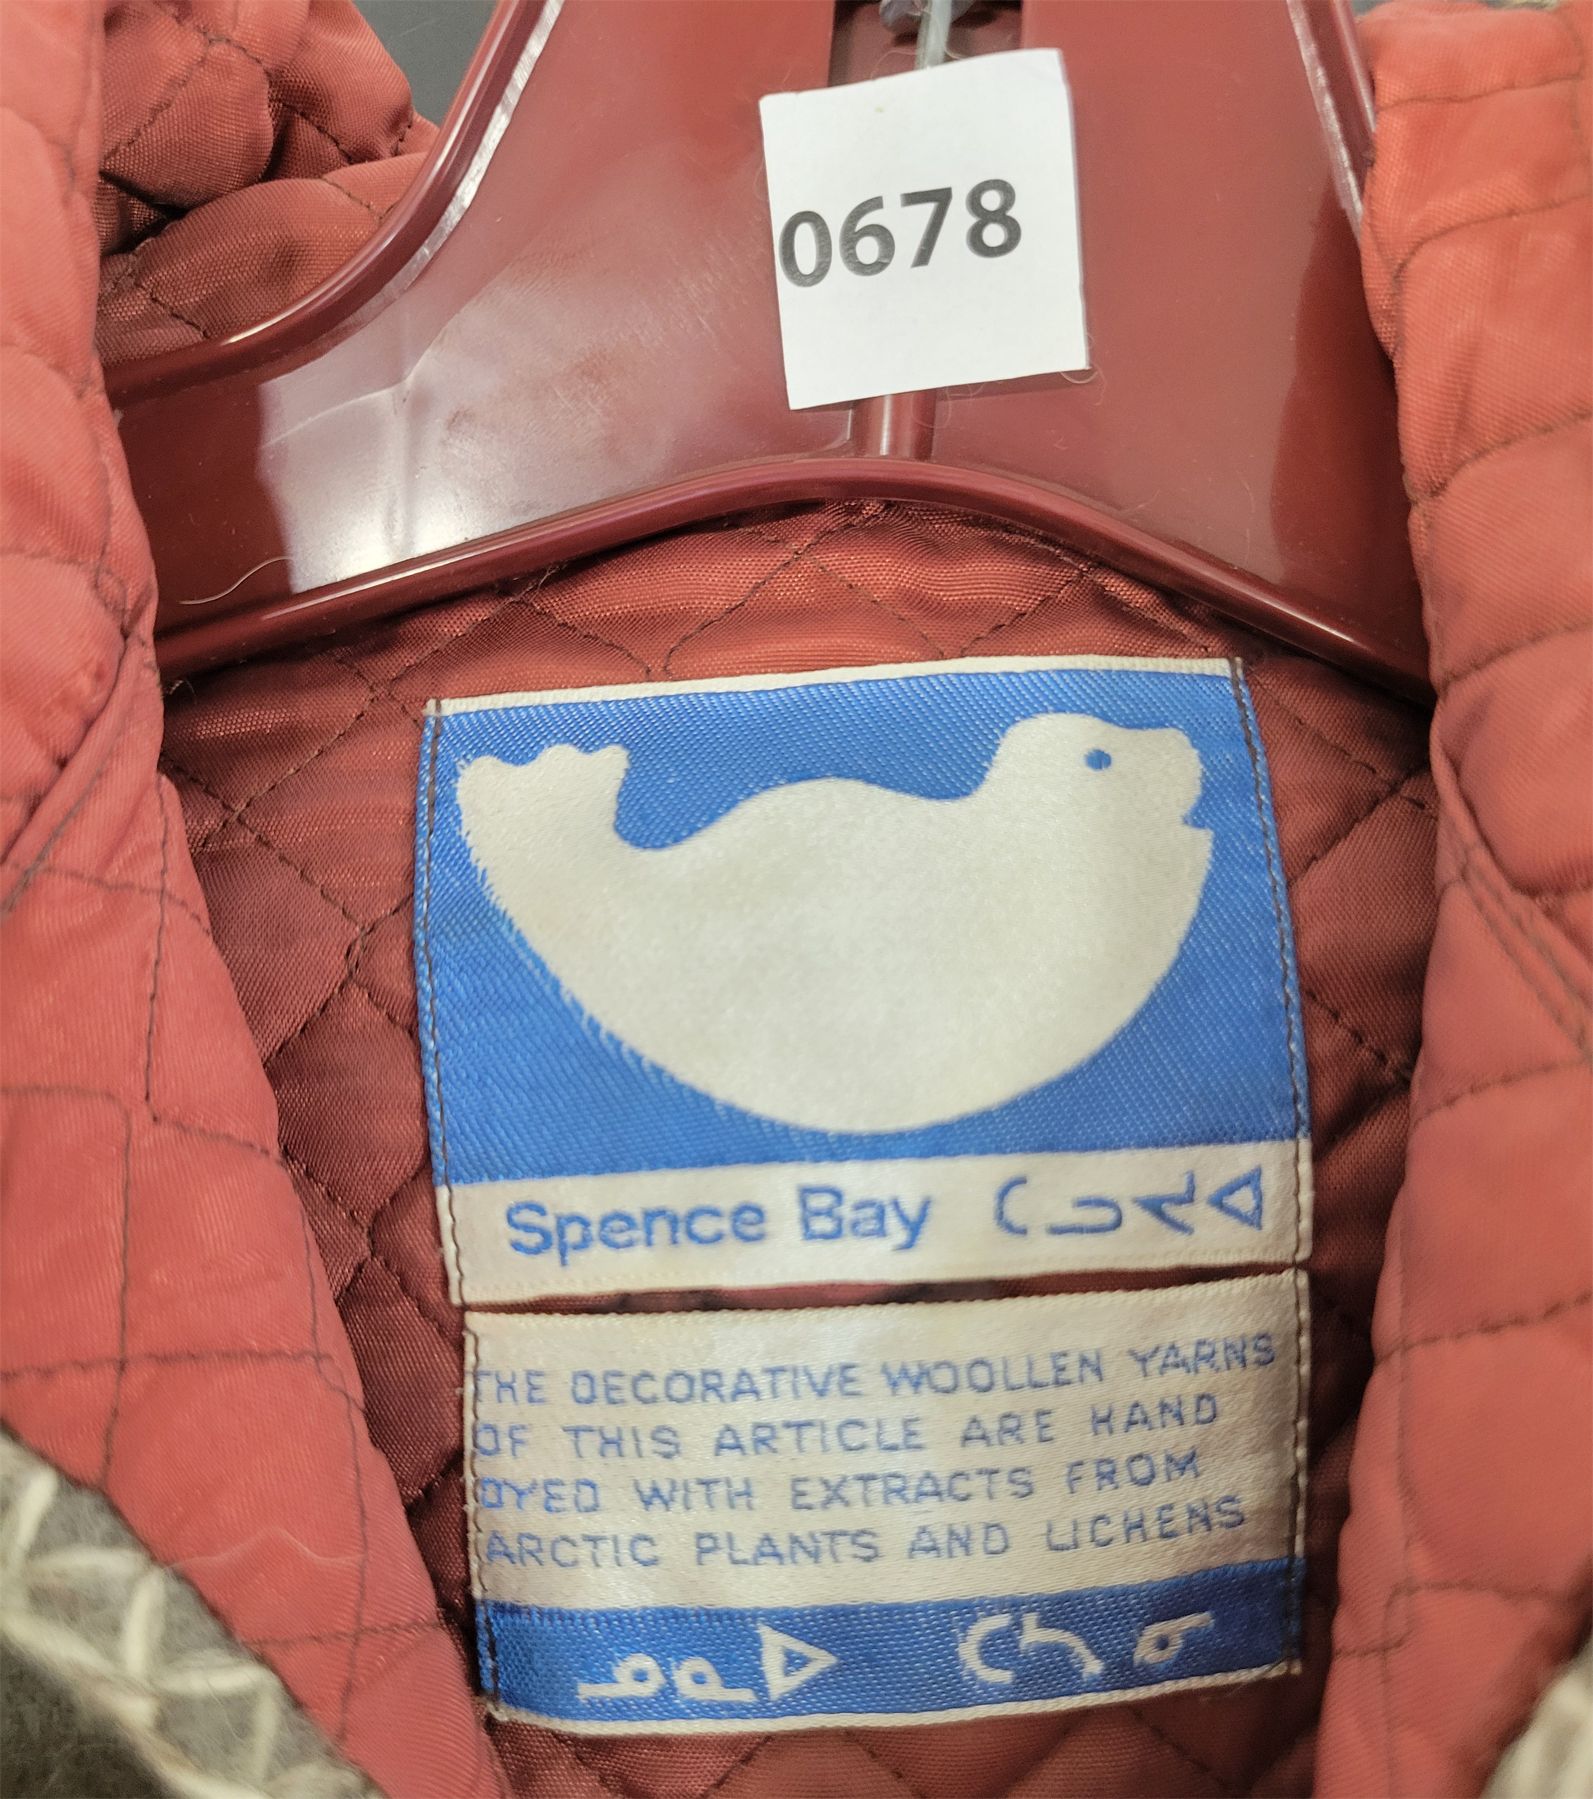 0678
Spence Bay ᑕᓗᔪᐊ
THE DECORATIVE WOOLLEN YARNS
OF THIS ARTICLE ARE HAND
DYED WITH EXTRACTS FROM
ARCTIC PLANTS AND LICHENS